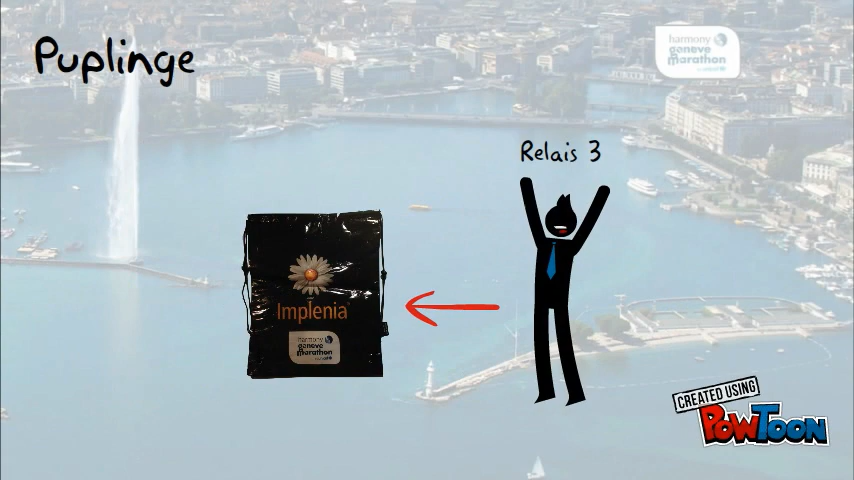 Puplinge
harmony
geneve
marathon
Relais 3
Implenia
harmony
geneve
marathon
CREATED USING
PowToon